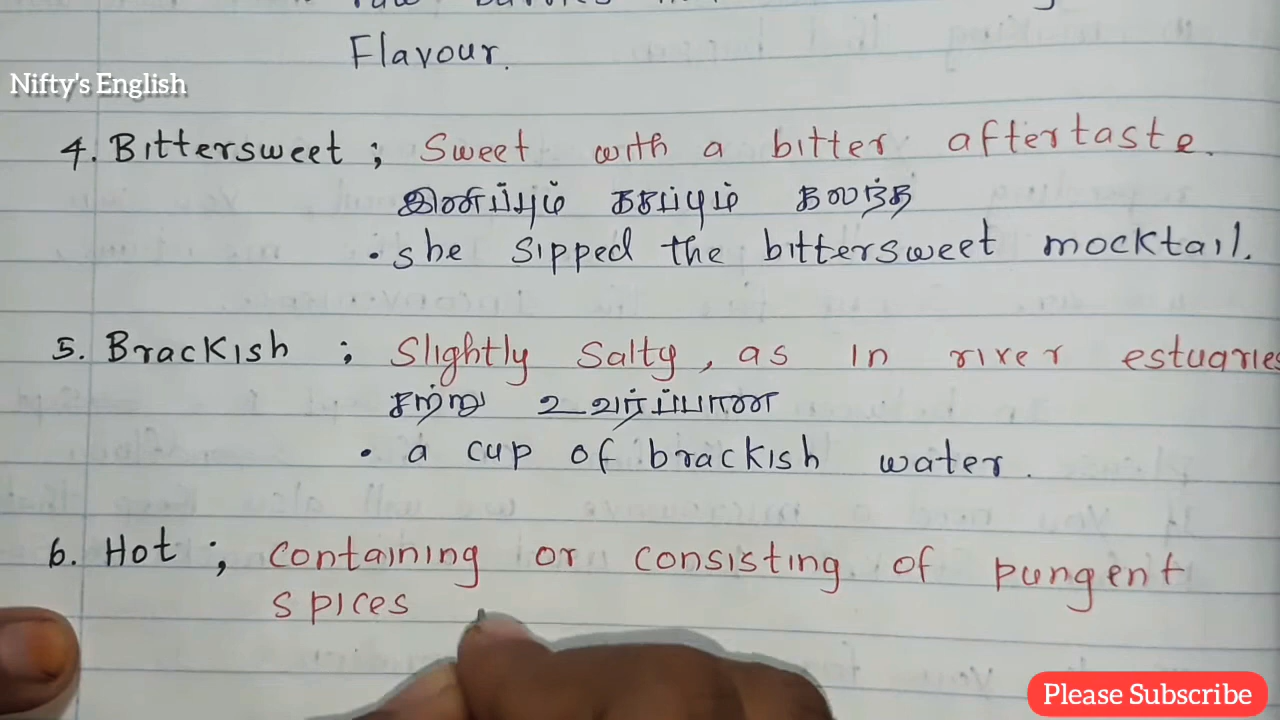 Flavour.
Nifty's English
4. Bittersweet ; Sweet with a bitter aftertaste.
இனிப்பும் கசப்பும் கலந்த
• she sipped the bittersweet mocktail.
5. Brackish ; Slightly Salty, as in river estuaries
சற்று உவர்ப்பான
• a cup of brackish water.
6. Hot ; containing or consisting of pungent
spices
Please Subscribe